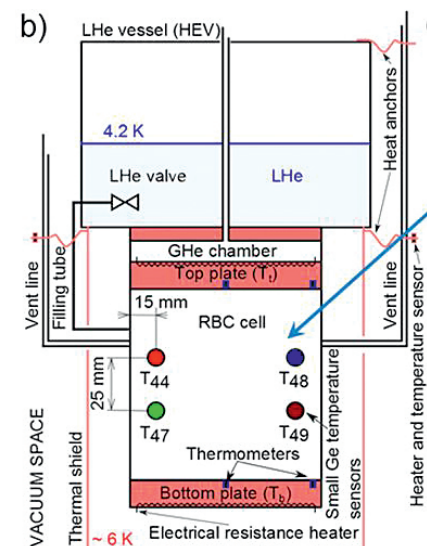 b)
LHe vessel (HEV)
4.2 K
LHe valve
LHe
Heat anchors
GHe chamber
Top plate (Tt)
15 mm
RBC cell
Vent line
Filling tube
Vent line
T44
T48
25 mm
T47
T49
Small Ge temperature
sensors
Heater and temperature sensor
Thermometers
VACUUM SPACE
Thermal shield
Bottom plate (Tb)
~ 6 K
Electrical resistance heater